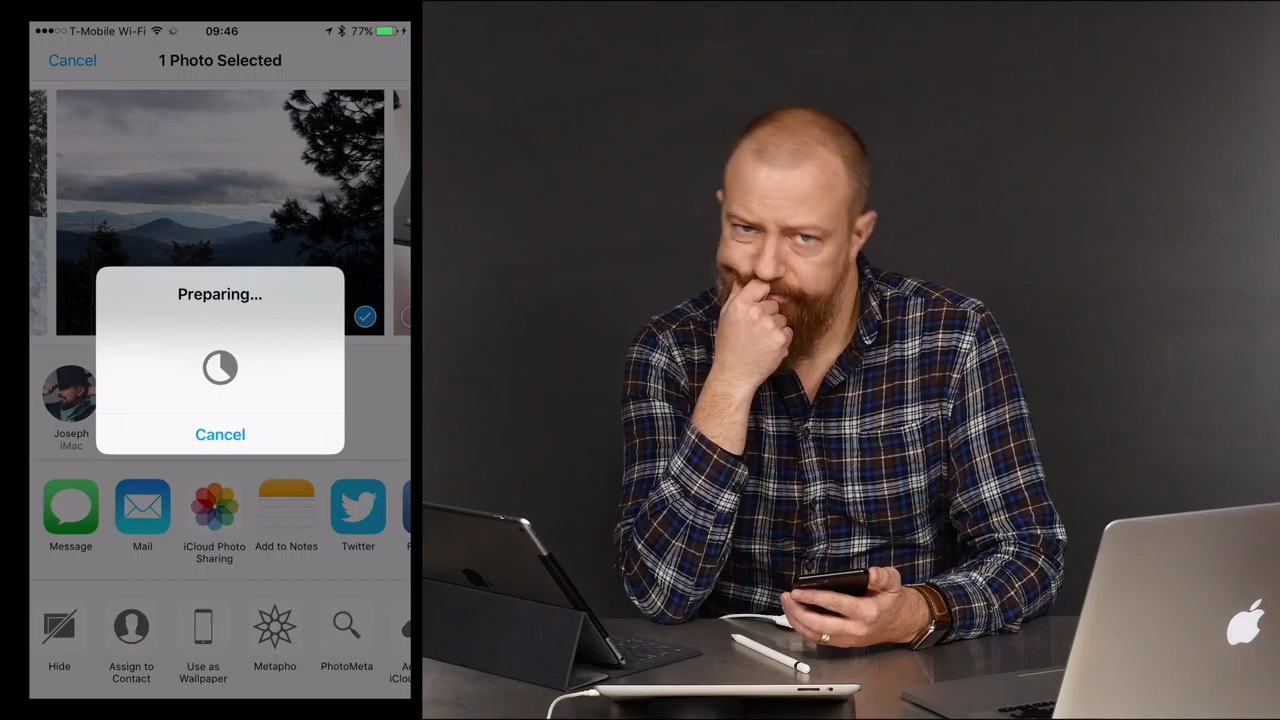 T-Mobile Wi-Fi 09:46 77%
Cancel 1 Photo Selected
Preparing...
Cancel
Joseph
iMac
Message Mail iCloud Photo Sharing Add to Notes Twitter
Hide Assign to Contact Use as Wallpaper Metapho PhotoMeta